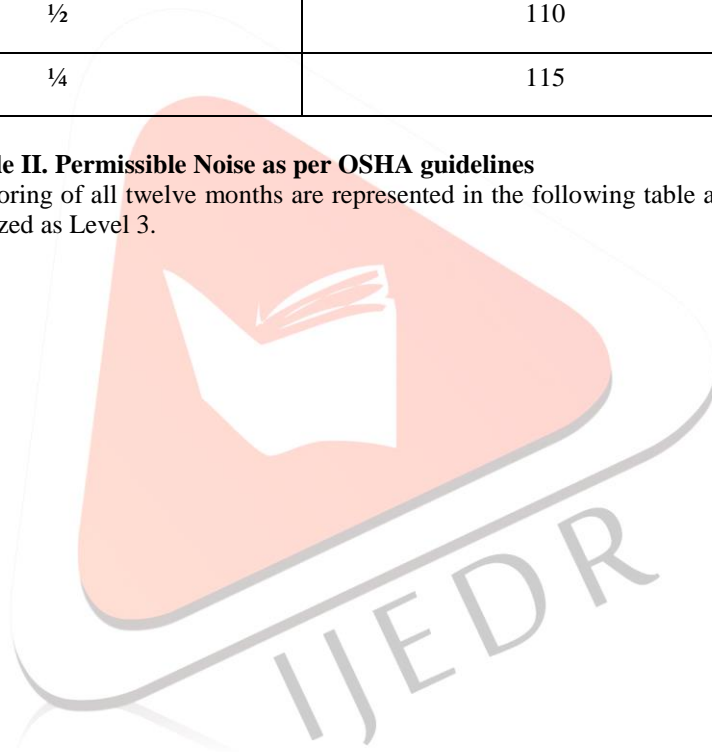 ½ 110
¼ 115
e II. Permissible Noise as per OSHA guidelines
oring of all twelve months are represented in the following table a
zed as Level 3.
IJEDR